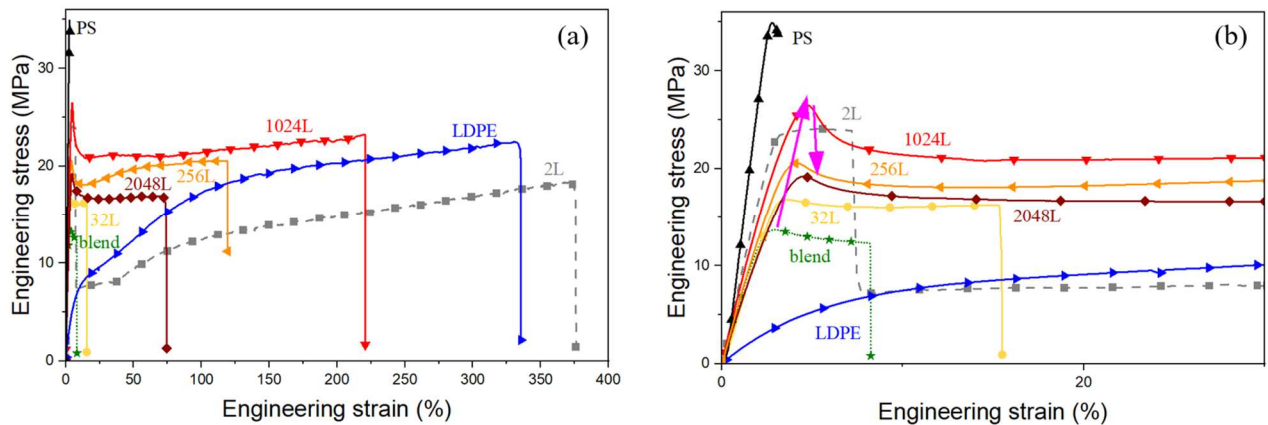 (a)
PS
30
20
10
0
1024L
LDPE
2L
256L
2048L
32L
blend
0 50 100 150 200 250 300 350 400
Engineering strain (%)
Engineering stress (MPa)
(b)
PS
30
20
10
0
2L
1024L
256L
32L
2048L
blend
LDPE
0 20
Engineering strain (%)
Engineering stress (MPa)